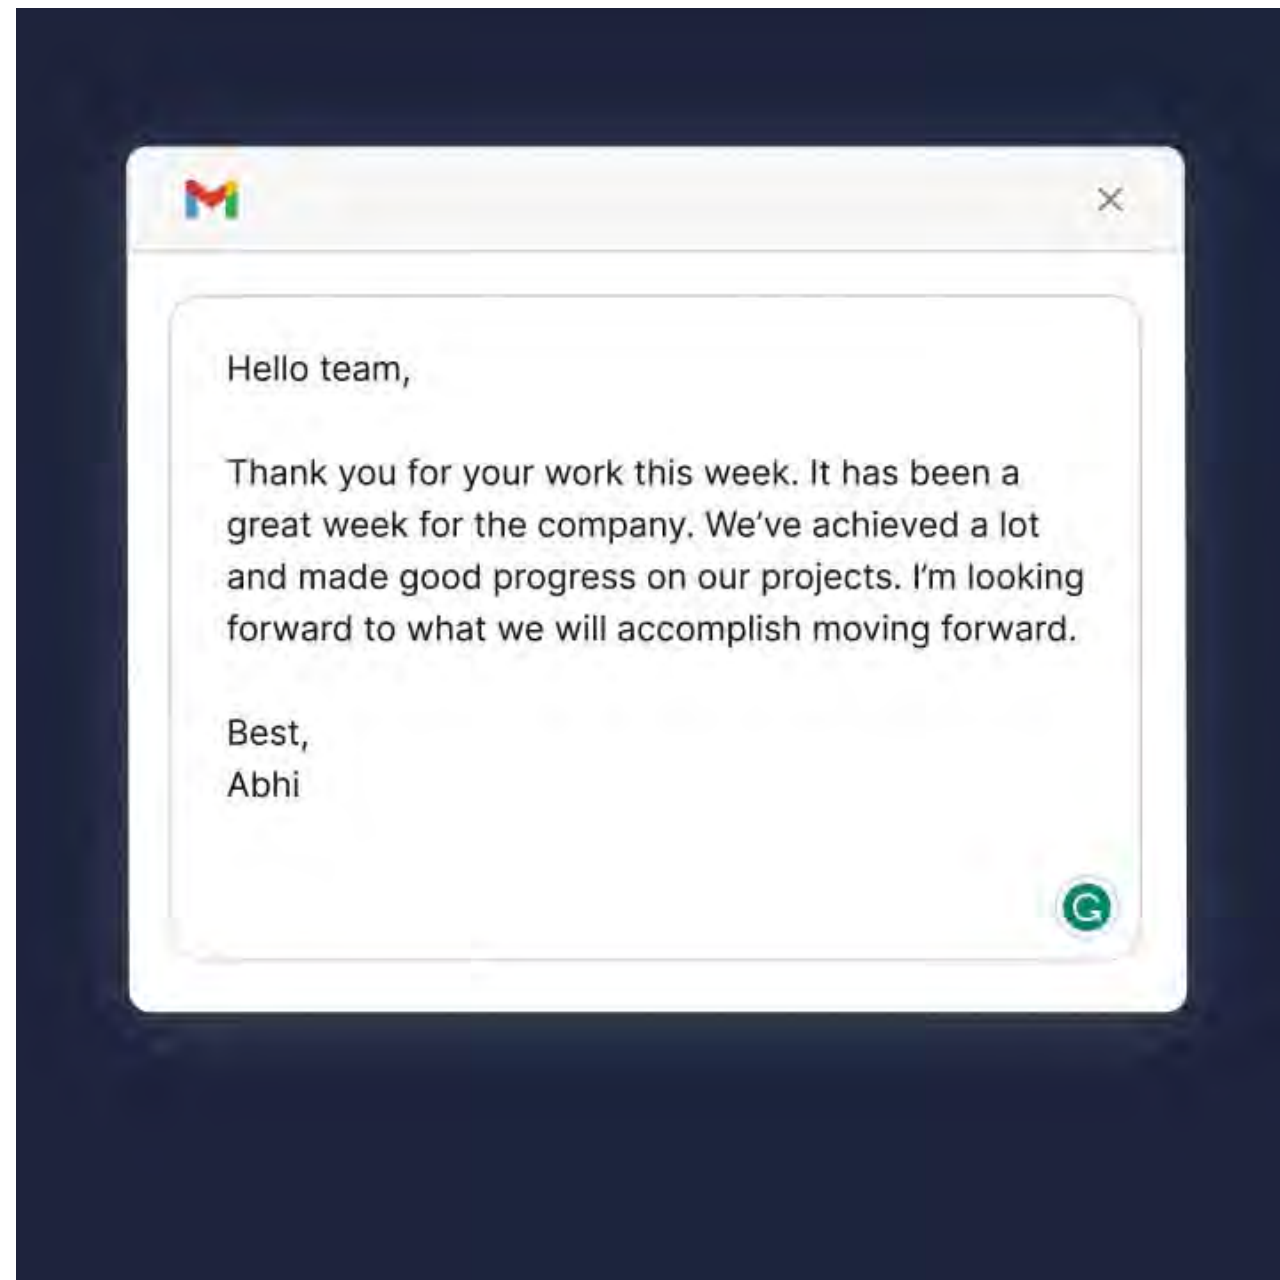 Hello team,
Thank you for your work this week. It has been a
great week for the company. We’ve achieved a lot
and made good progress on our projects. I’m looking
forward to what we will accomplish moving forward.
Best,
Abhi